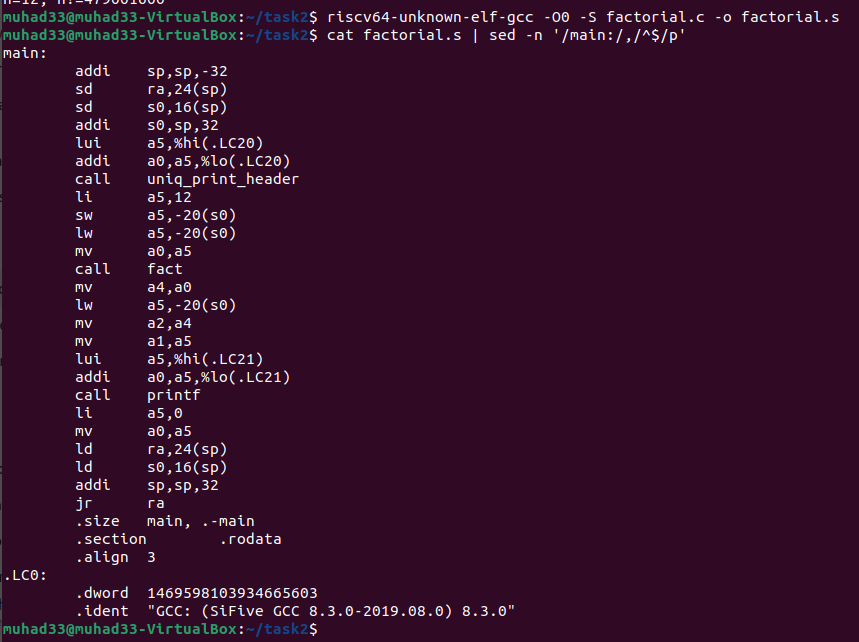 n=12, n!=479001600
muhad33@muhad33-VirtualBox:~/task2$ riscv64-unknown-elf-gcc -O0 -S factorial.c -o factorial.s
muhad33@muhad33-VirtualBox:~/task2$ cat factorial.s | sed -n '/main:/,/^$/p'
main:
addi sp,sp,-32
sd ra,24(sp)
sd s0,16(sp)
addi s0,sp,32
lui a5,%hi(.LC20)
addi a0,a5,%lo(.LC20)
call uniq_print_header
li a5,12
sw a5,-20(s0)
lw a5,-20(s0)
mv a0,a5
call fact
mv a4,a0
lw a5,-20(s0)
mv a2,a4
mv a1,a5
lui a5,%hi(.LC21)
addi a0,a5,%lo(.LC21)
call printf
li a5,0
mv a0,a5
ld ra,24(sp)
ld s0,16(sp)
addi sp,sp,32
jr ra
.size main, .-main
.section .rodata
.align 3
.LC0:
.dword 1469598103934665603
.ident "GCC: (SiFive GCC 8.3.0-2019.08.0) 8.3.0"
muhad33@muhad33-VirtualBox:~/task2$